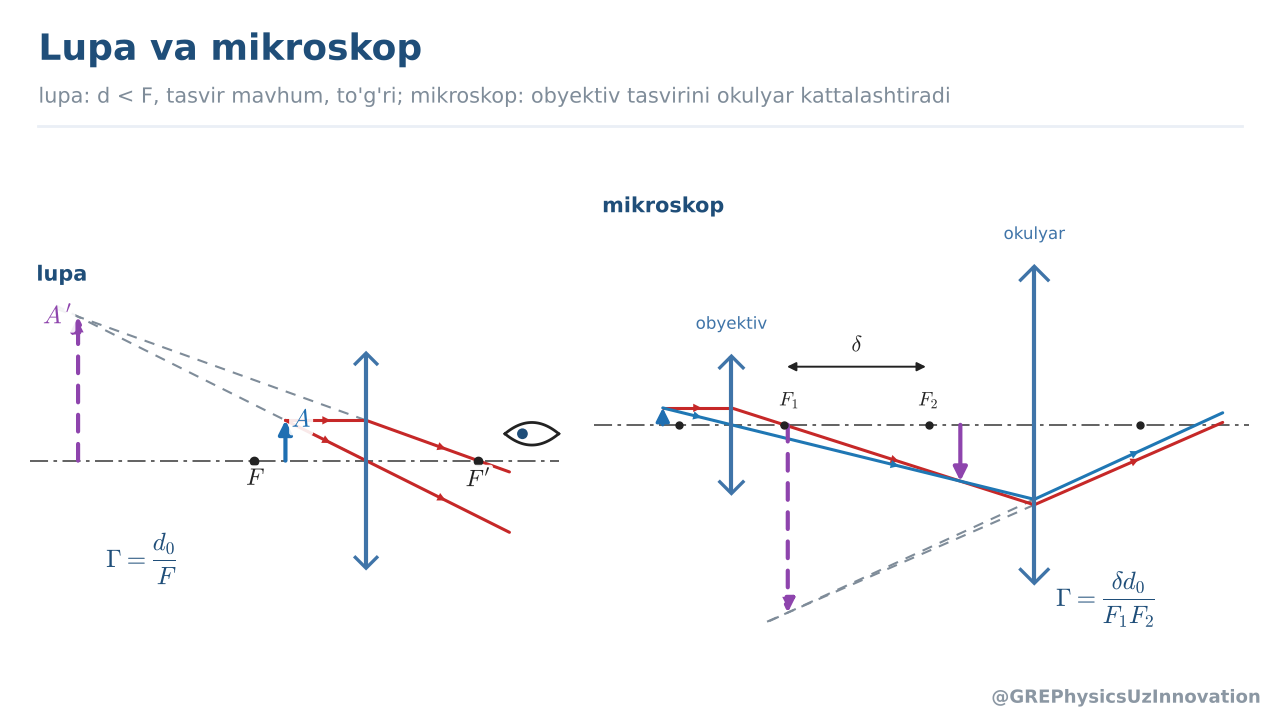 Lupa va mikroskop
lupa: d < F, tasvir mavhum, to'g'ri; mikroskop: obyektiv tasvirini okulyar kattalashtiradi
mikroskop
okulyar
lupa
A′
obyektiv
δ
F₁
F₂
A
F
F′
Γ = d₀/F
Γ = δd₀/F₁F₂
@GREPhysicsUzInnovation